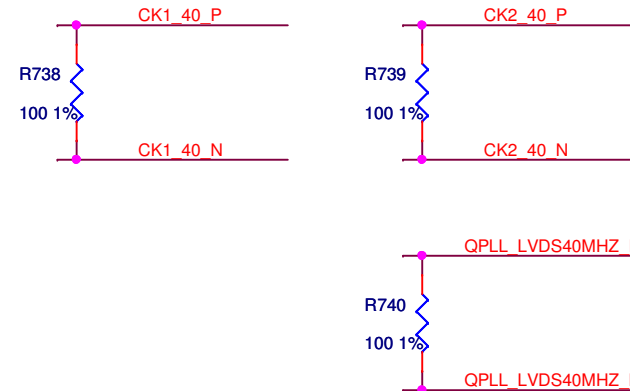 CK1_40_P
CK2_40_P
R738
R739
100 1%
100 1%
CK1_40_N
CK2_40_N
QPLL_LVDS40MHZ_
R740
100 1%
QPLL_LVDS40MHZ_